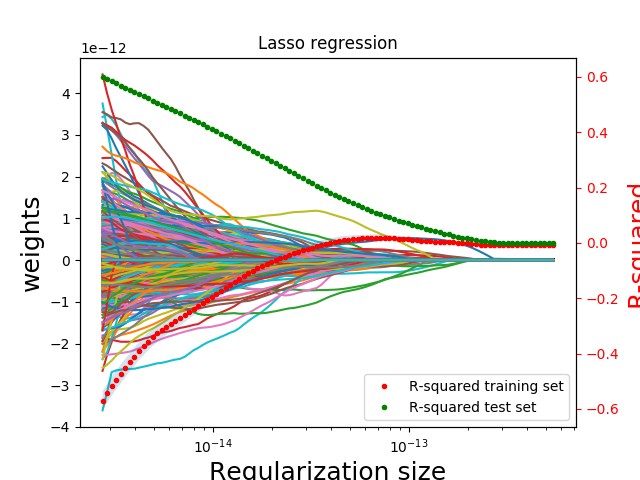 Lasso regression
1e−12
4
3
2
1
0
−1
−2
−3
−4
weights
0.6
0.4
0.2
0.0
−0.2
−0.4
−0.6
R-squared
R-squared training set
R-squared test set
10−14
10−13
Regularization size